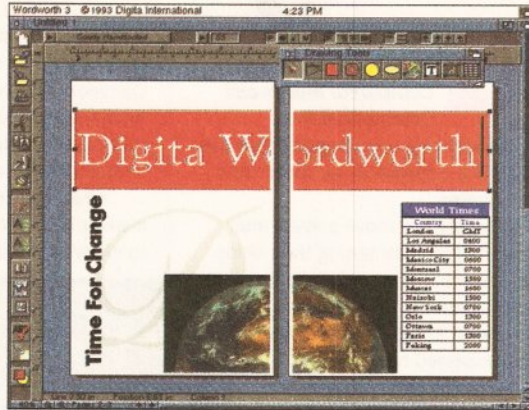 Wordworth 3 ©1993 Digita International 4:23 PM
Untitled 1
Drawing Tools
Digita Wordworth
Time For Change
World Times
Country Time
London GMT
Los Angeles 0400
Madrid 1300
Mexico City 0600
Montreal 0700
Moscow 1500
Muscat 1600
Nairobi 1500
New York 0700
Oslo 1300
Ottawa 0700
Paris 1300
Peking 2000